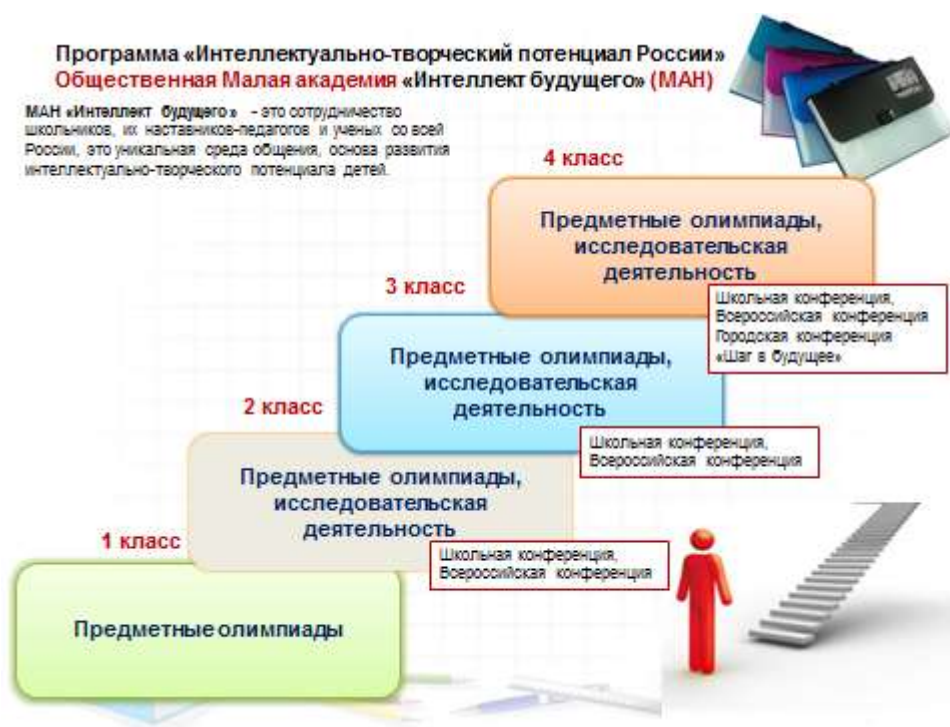 Программа «Интеллектуально-творческий потенциал России»
Общественная Малая академия «Интеллект будущего» (МАН)
МАН «Интеллект будущего» - это сотрудничество
школьников, их наставников-педагогов и ученых со всей
России, это уникальная среда общения, основа развития
интеллектуально-творческого потенциала детей.
4 класс
Предметные олимпиады,
исследовательская
деятельность
Школьная конференция,
Всероссийская конференция
Городская конференция
«Шаг в будущее»
3 класс
Предметные олимпиады,
исследовательская
деятельность
Школьная конференция,
Всероссийская конференция
2 класс
Предметные олимпиады,
исследовательская
деятельность
Школьная конференция,
Всероссийская конференция
1 класс
Предметные олимпиады